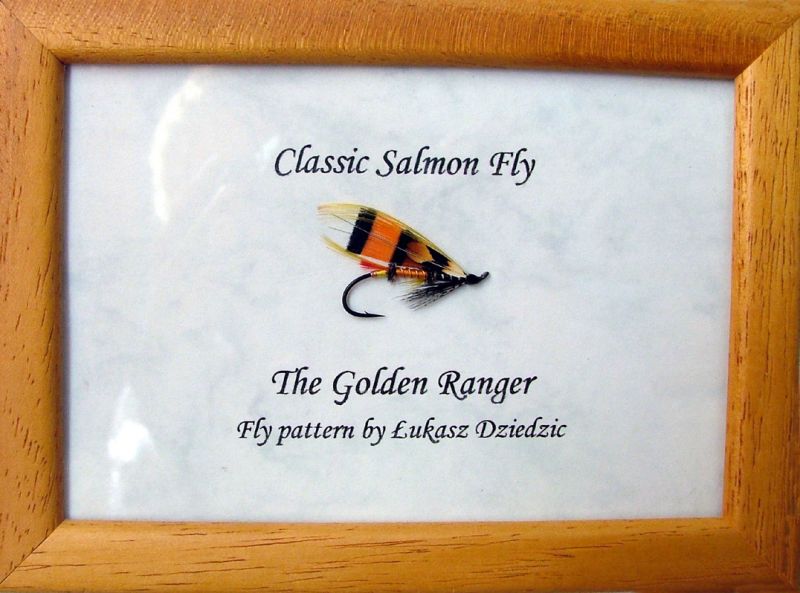 Classic Salmon Fly
The Golden Ranger
Fly pattern by Łukasz Dziedzic